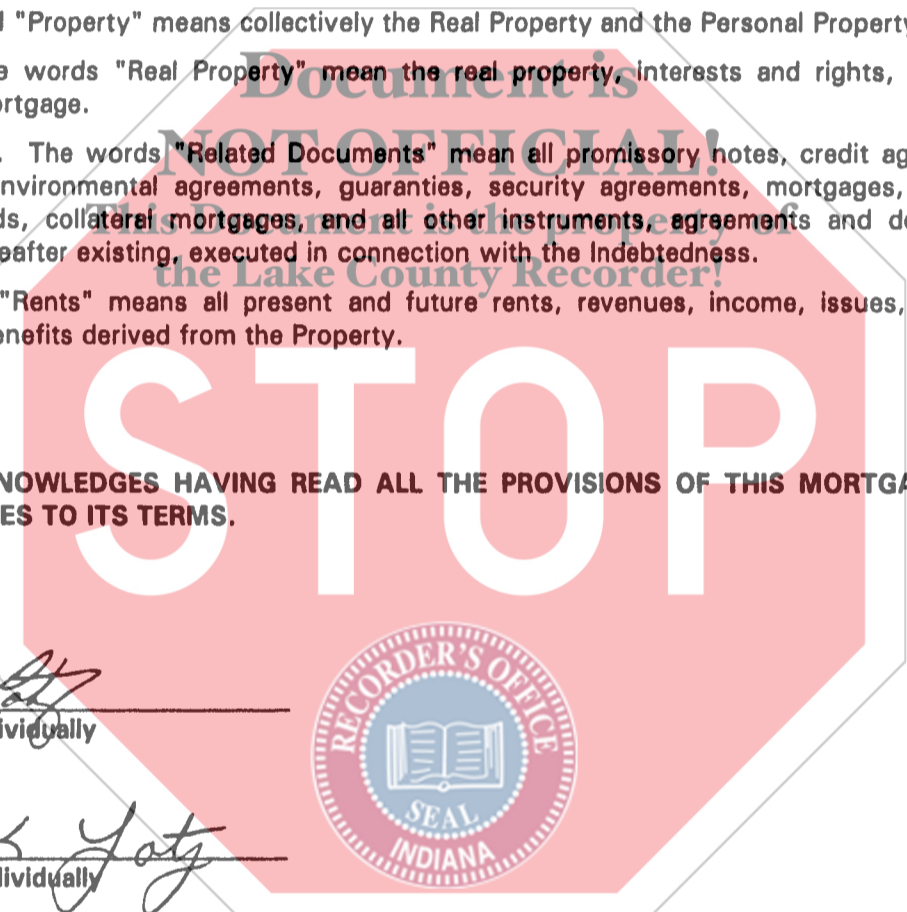 "Property" means collectively the Real Property and the Personal Property
words "Real Property" mean the real property, interests and rights,
ortgage.
. The words "Related Documents" mean all promissory notes, credit ag
nvironmental agreements, guaranties, security agreements, mortgages,
ds, collateral mortgages, and all other instruments, agreements and d
eafter existing, executed in connection with the Indebtedness.
"Rents" means all present and future rents, revenues, income, issues,
enefits derived from the Property.
Document is
NOT OFFICIAL!
This Document is the property of
the Lake County Recorder!
STOP
NOWLEDGES HAVING READ ALL THE PROVISIONS OF THIS MORTGA
ES TO ITS TERMS.
ividually
Yotz
dividually
RECORDER'S OFFICE
SEAL
INDIANA